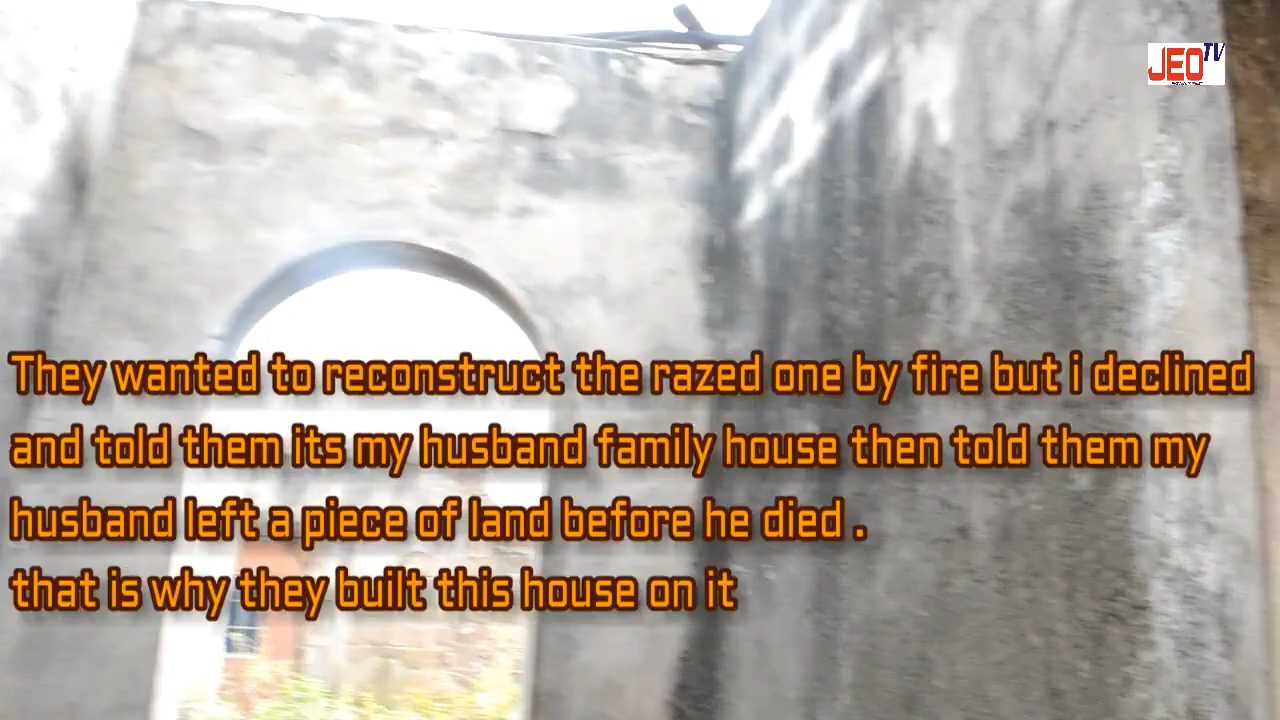 JEO TV
They wanted to reconstruct the razed one by fire but i declined
and told them its my husband family house then told them my
husband left a piece of land before he died .
that is why they built this house on it